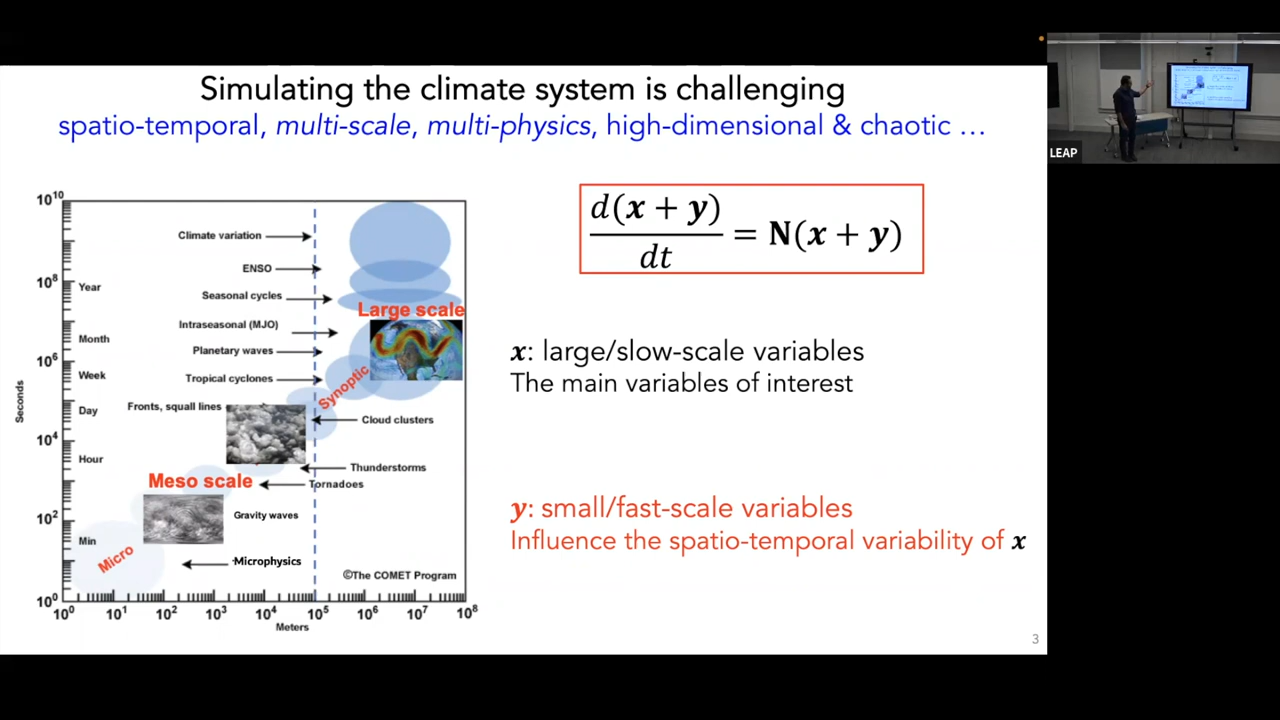 Simulating the climate system is challenging
spatio-temporal, multi-scale, multi-physics, high-dimensional & chaotic …
LEAP
d(x + y)
dt
= N(x + y)
x: large/slow-scale variables
The main variables of interest
y: small/fast-scale variables
Influence the spatio-temporal variability of x
Seconds
10^10
10^8
10^6
10^4
10^2
10^0
Year
Month
Week
Day
Hour
Min
Climate variation
ENSO
Seasonal cycles
Large scale
Intraseasonal (MJO)
Planetary waves
Tropical cyclones
Synoptic
Fronts, squall lines
Cloud clusters
Thunderstorms
Meso scale
Tornadoes
Gravity waves
Micro
Microphysics
©The COMET Program
10^0 10^1 10^2 10^3 10^4 10^5 10^6 10^7 10^8
Meters
3